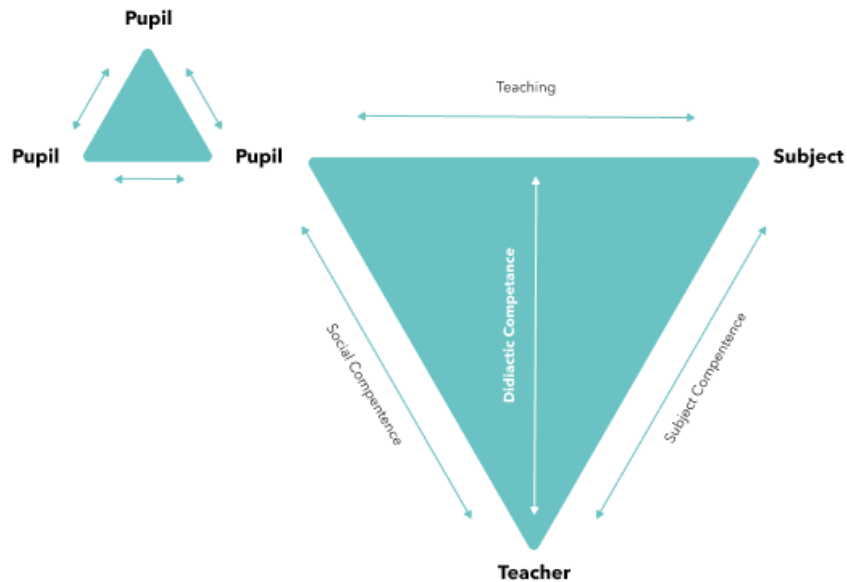 Pupil
Teaching
Pupil
Pupil
Subject
Didiactic Competance
Social Compentence
Subject Compentence
Teacher